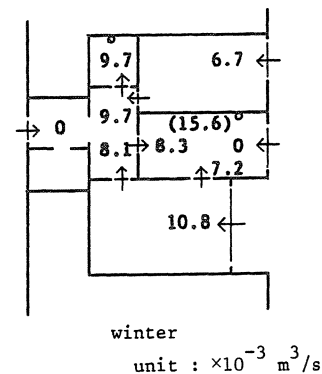 9.7 6.7
9.7
0 (15.6)
8.1 8.3 0
7.2
10.8
winter
unit : ×10⁻³ m³/s